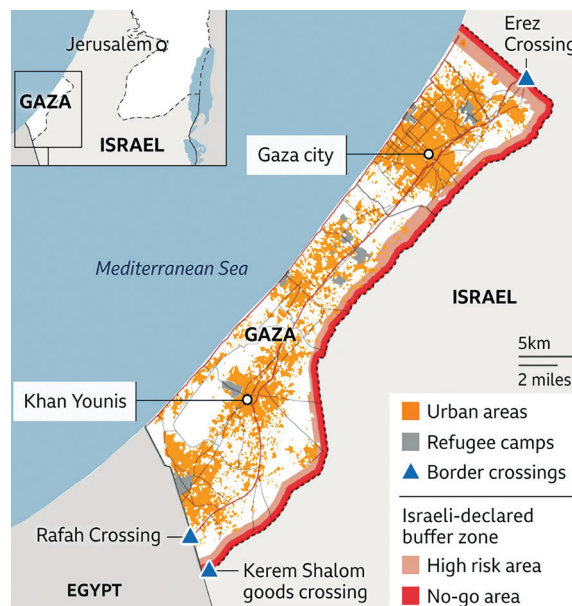 Jerusalem
GAZA
ISRAEL
Erez
Crossing
Gaza city
Mediterranean Sea
ISRAEL
GAZA
5km
2 miles
Khan Younis
Urban areas
Refugee camps
Border crossings
Israeli-declared
buffer zone
High risk area
No-go area
Rafah Crossing
Kerem Shalom
goods crossing
EGYPT